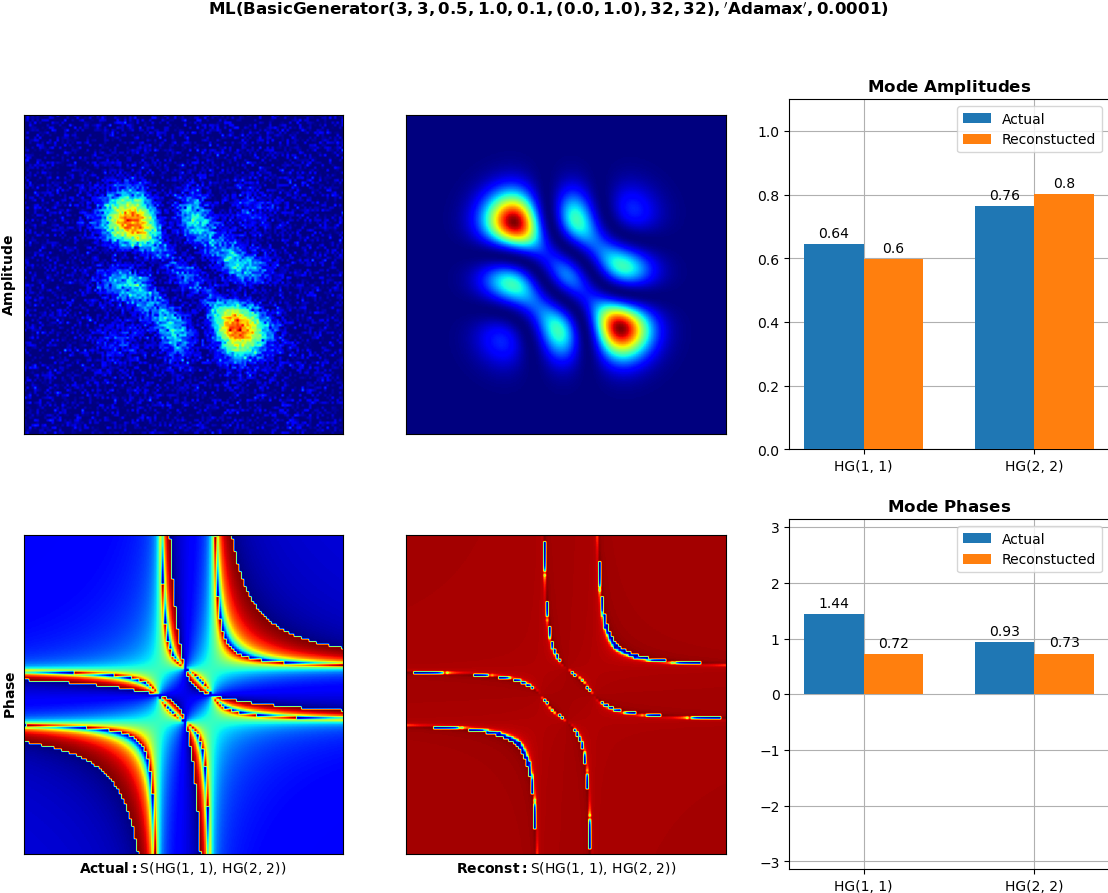 ML(BasicGenerator(3, 3, 0.5, 1.0, 0.1, (0.0, 1.0), 32, 32), ′Adamax′, 0.0001)
Amplitude
Mode Amplitudes
Actual
Reconstucted
1.0
0.8
0.6
0.4
0.2
0.0
0.64
0.6
0.76
0.8
HG(1, 1)
HG(2, 2)
Phase
Actual: S(HG(1, 1), HG(2, 2))
Reconst: S(HG(1, 1), HG(2, 2))
Mode Phases
Actual
Reconstucted
3
2
1
0
−1
−2
−3
1.44
0.72
0.93
0.73
HG(1, 1)
HG(2, 2)